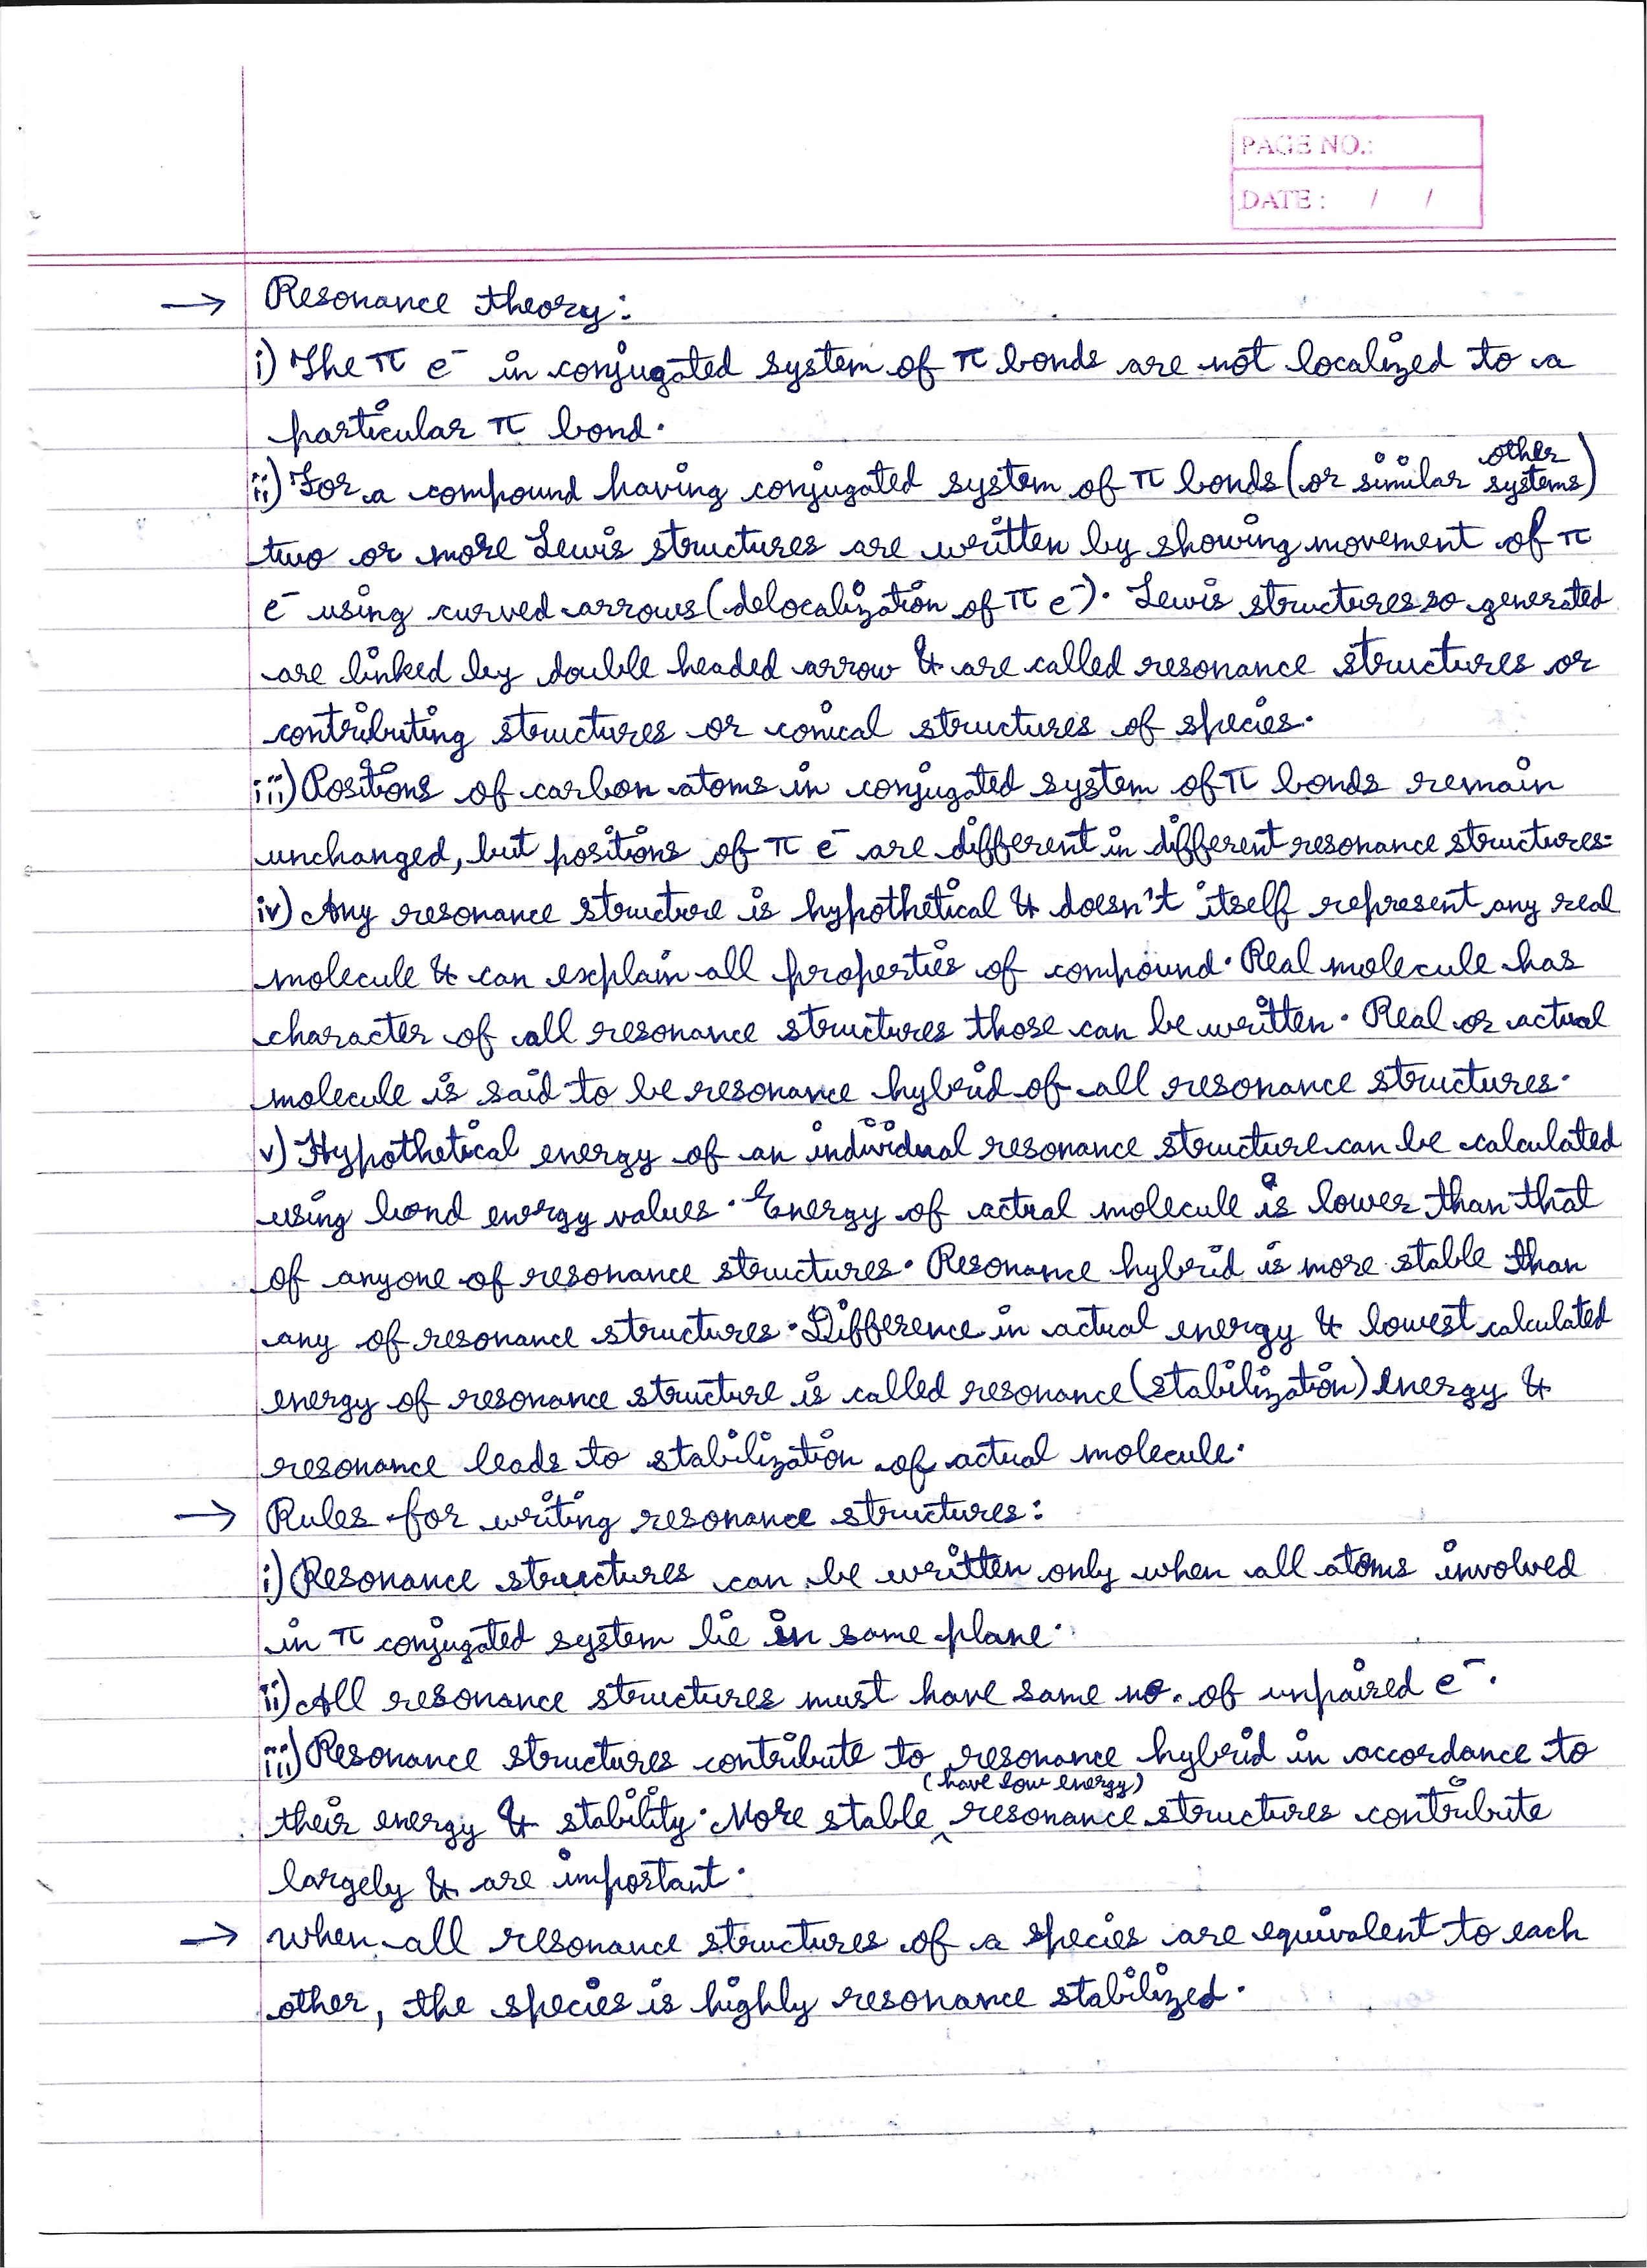 PAGE NO.:
DATE : / /
→ Resonance theory:
i) The π e⁻ in conjugated system of π bonds are not localized to a
particular π bond.
ii) For a compound having conjugated system of π bonds (or similar other systems)
two or more Lewis structures are written by showing movement of π
e⁻ using curved arrows (delocalization of π e⁻). Lewis structures so generated
are linked by double headed arrow & are called resonance structures or
contributing structures or conical structures of species.
iii) Positions of carbon atoms in conjugated system of π bonds remain
unchanged, but positions of π e⁻ are different in different resonance structures.
iv) Any resonance structure is hypothetical & doesn't itself represent any real
molecule & can explain all properties of compound. Real molecule has
character of all resonance structures those can be written. Real or actual
molecule is said to be resonance hybrid of all resonance structures.
v) Hypothetical energy of an individual resonance structure can be calculated
using bond energy values. Energy of actual molecule is lower than that
of anyone of resonance structures. Resonance hybrid is more stable than
any of resonance structures. Difference in actual energy & lowest calculated
energy of resonance structure is called resonance (stabilization) energy &
resonance leads to stabilization of actual molecule.
→ Rules for writing resonance structures:
i) Resonance structures can be written only when all atoms involved
in π conjugated system lie in same plane.
ii) All resonance structures must have same no. of unpaired e⁻.
iii) Resonance structures contribute to resonance hybrid in accordance to
their energy & stability. More stable (have low energy) resonance structures contribute
largely & are important.
→ When all resonance structures of a species are equivalent to each
other, the species is highly resonance stabilized.